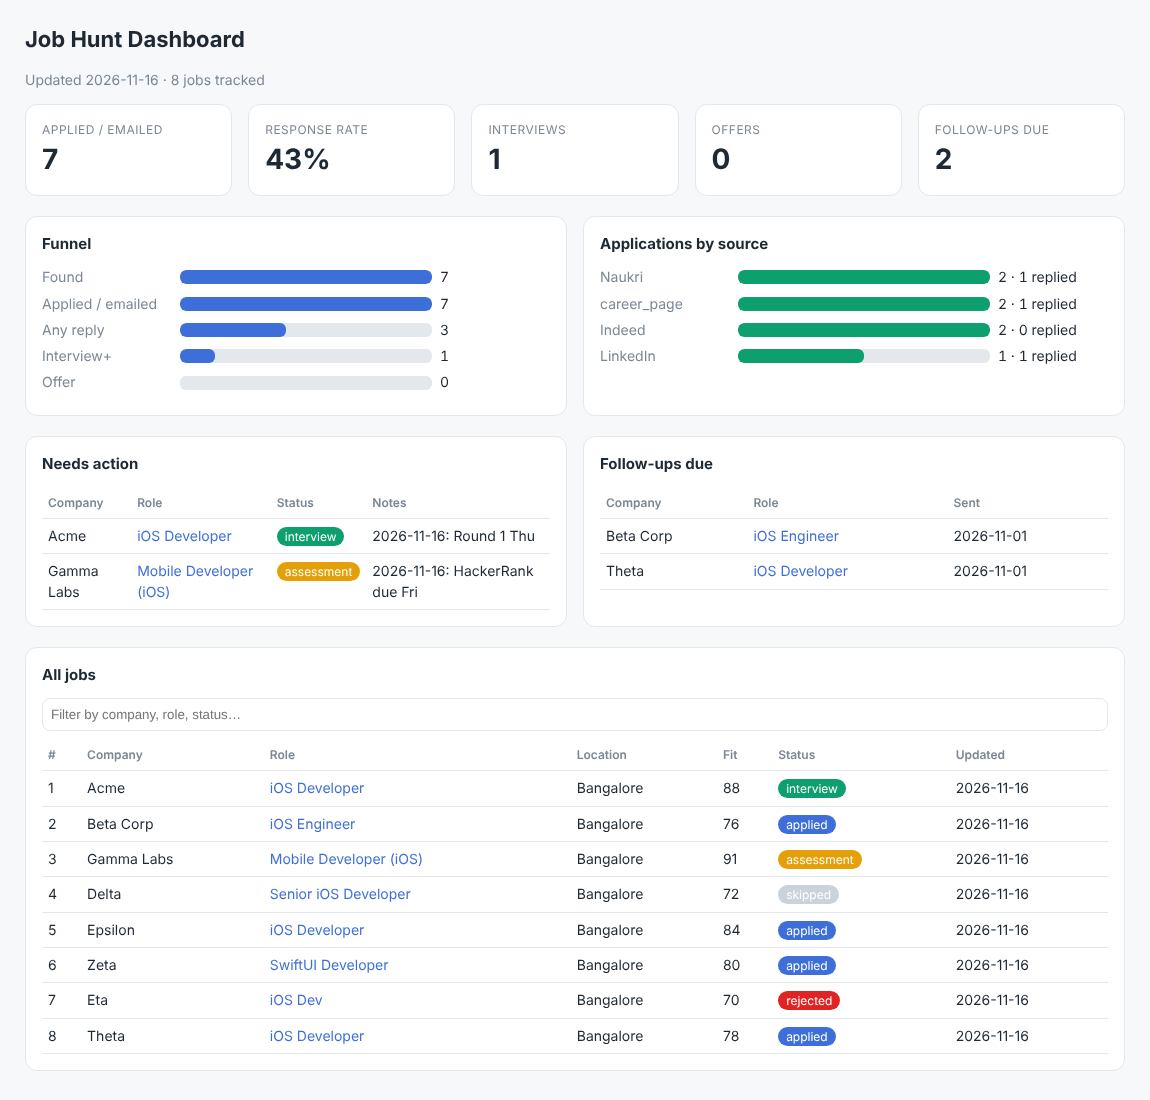 Job Hunt Dashboard
Updated 2026-11-16 · 8 jobs tracked
APPLIED / EMAILED
7
RESPONSE RATE
43%
INTERVIEWS
1
OFFERS
0
FOLLOW-UPS DUE
2
Funnel
Found 7
Applied / emailed 7
Any reply 3
Interview+ 1
Offer 0
Applications by source
Naukri 2 · 1 replied
career_page 2 · 1 replied
Indeed 2 · 0 replied
LinkedIn 1 · 1 replied
Needs action
Company Role Status Notes
Acme iOS Developer interview 2026-11-16: Round 1 Thu
Gamma Mobile Developer assessment 2026-11-16: HackerRank
Labs (iOS) due Fri
Follow-ups due
Company Role Sent
Beta Corp iOS Engineer 2026-11-01
Theta iOS Developer 2026-11-01
All jobs
Filter by company, role, status…
# Company Role Location Fit Status Updated
1 Acme iOS Developer Bangalore 88 interview 2026-11-16
2 Beta Corp iOS Engineer Bangalore 76 applied 2026-11-16
3 Gamma Labs Mobile Developer (iOS) Bangalore 91 assessment 2026-11-16
4 Delta Senior iOS Developer Bangalore 72 skipped 2026-11-16
5 Epsilon iOS Developer Bangalore 84 applied 2026-11-16
6 Zeta SwiftUI Developer Bangalore 80 applied 2026-11-16
7 Eta iOS Dev Bangalore 70 rejected 2026-11-16
8 Theta iOS Developer Bangalore 78 applied 2026-11-16